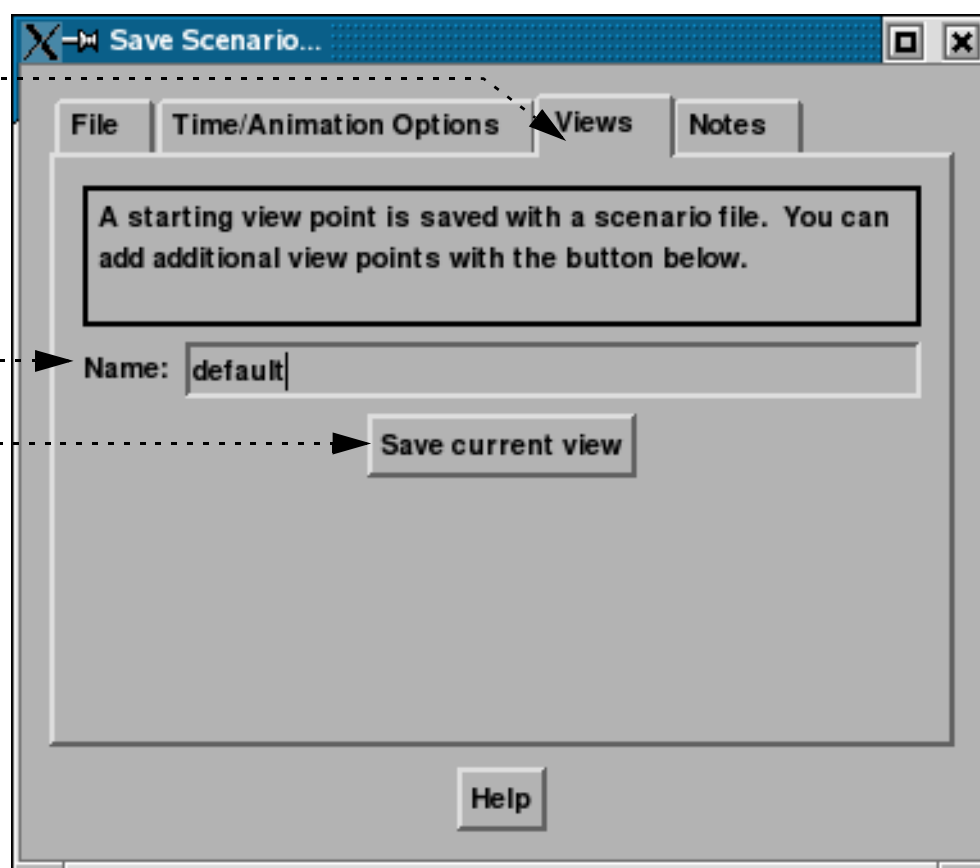 Save Scenario...
File
Time/Animation Options
Views
Notes
A starting view point is saved with a scenario file.  You can
add additional view points with the button below.
Name: default
Save current view
Help